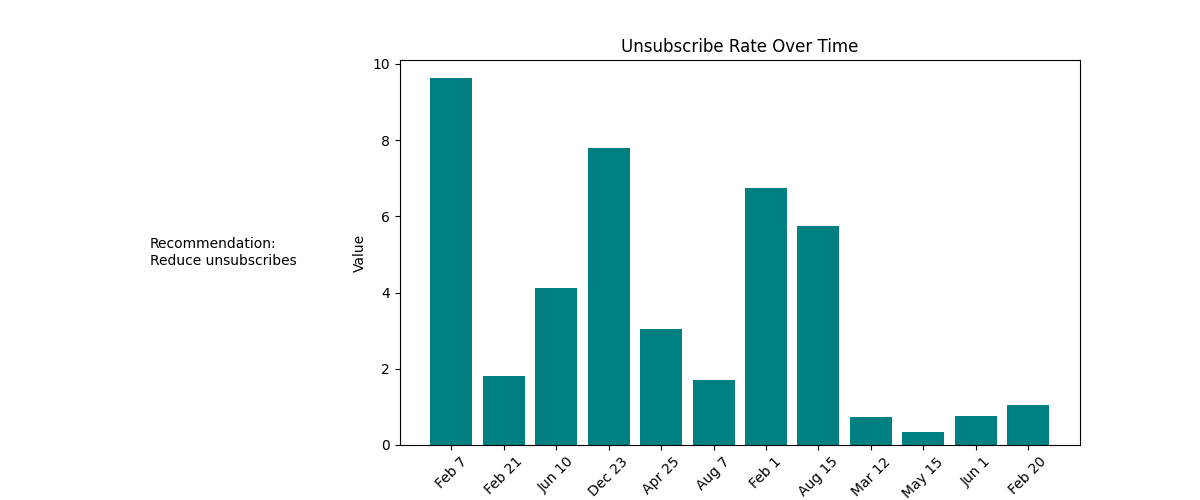 Unsubscribe Rate Over Time
10
8
6
4
2
0
Value
Recommendation:
Reduce unsubscribes
Feb 7
Feb 21
Jun 10
Dec 23
Apr 25
Aug 7
Feb 1
Aug 15
Mar 12
May 15
Jun 1
Feb 20